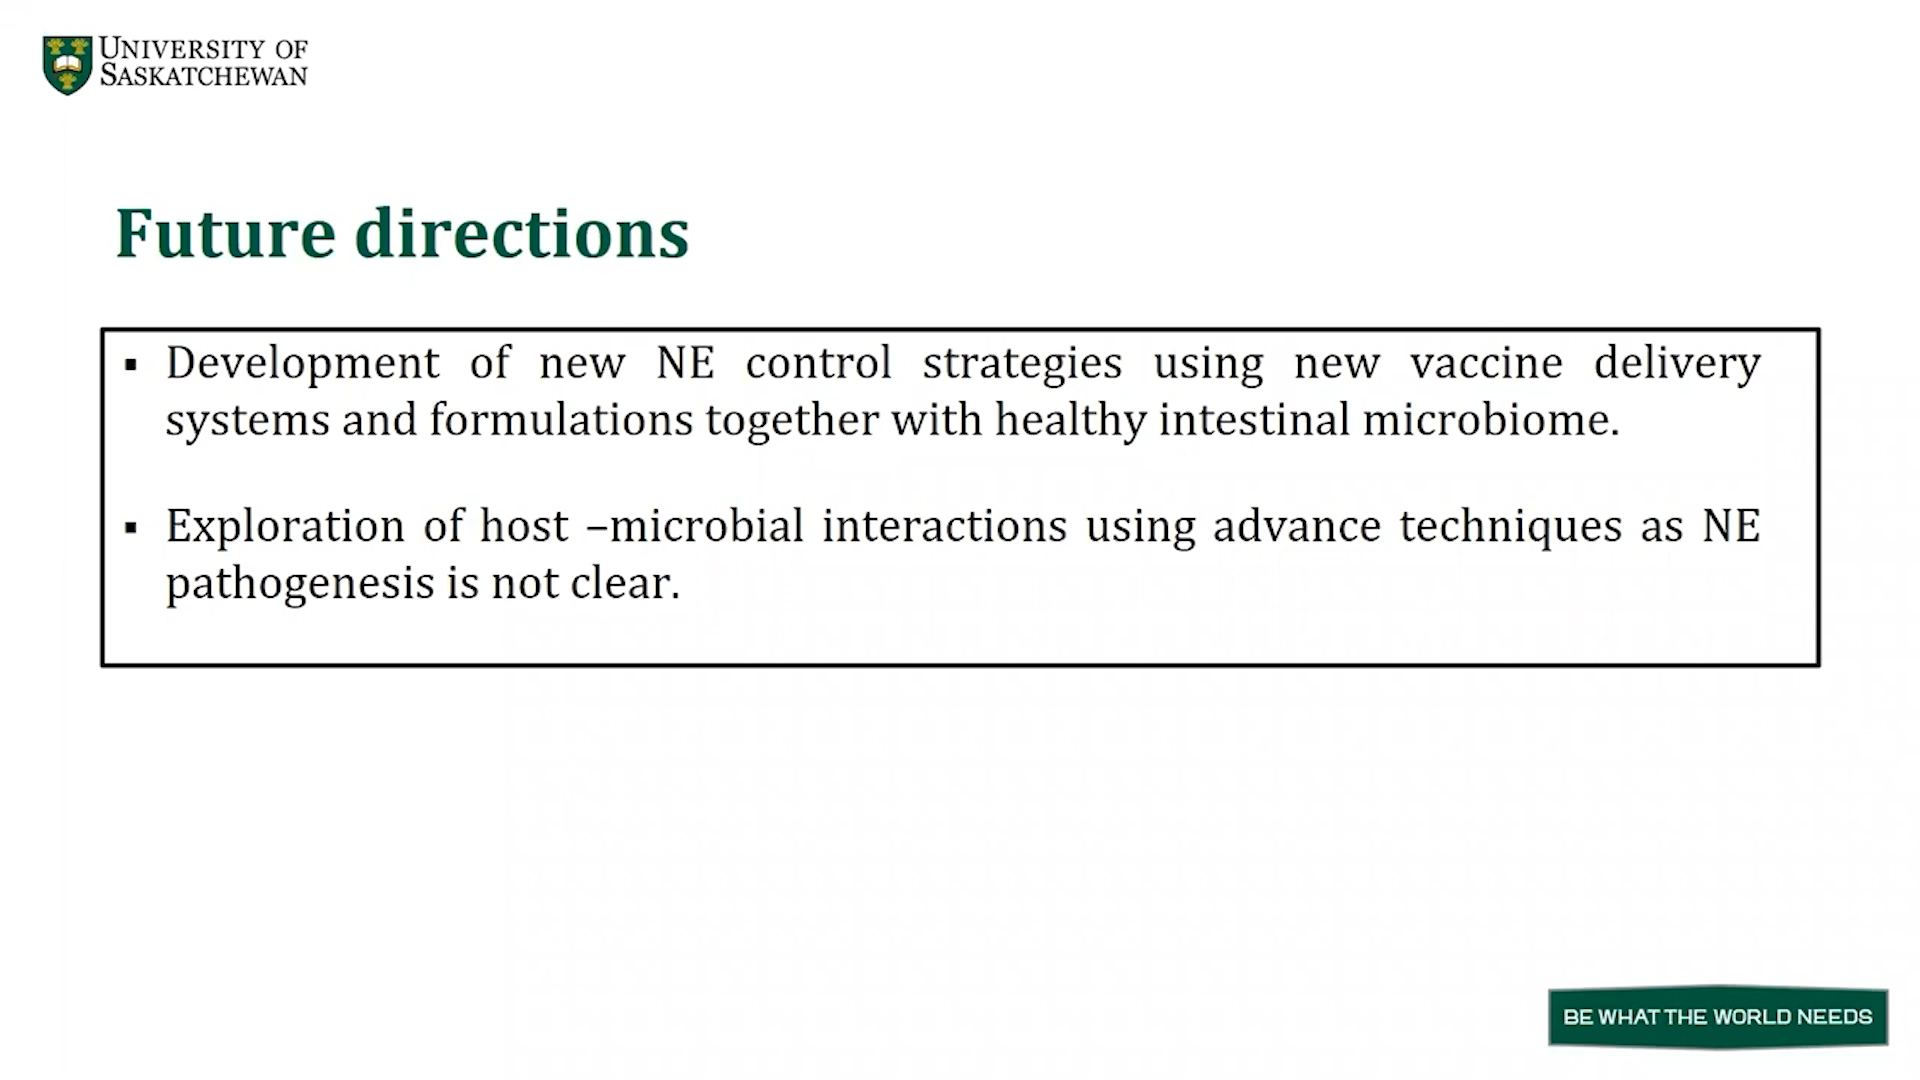 UNIVERSITY OF
SASKATCHEWAN
Future directions
▪ Development of new NE control strategies using new vaccine delivery
systems and formulations together with healthy intestinal microbiome.
▪ Exploration of host –microbial interactions using advance techniques as NE
pathogenesis is not clear.
BE WHAT THE WORLD NEEDS